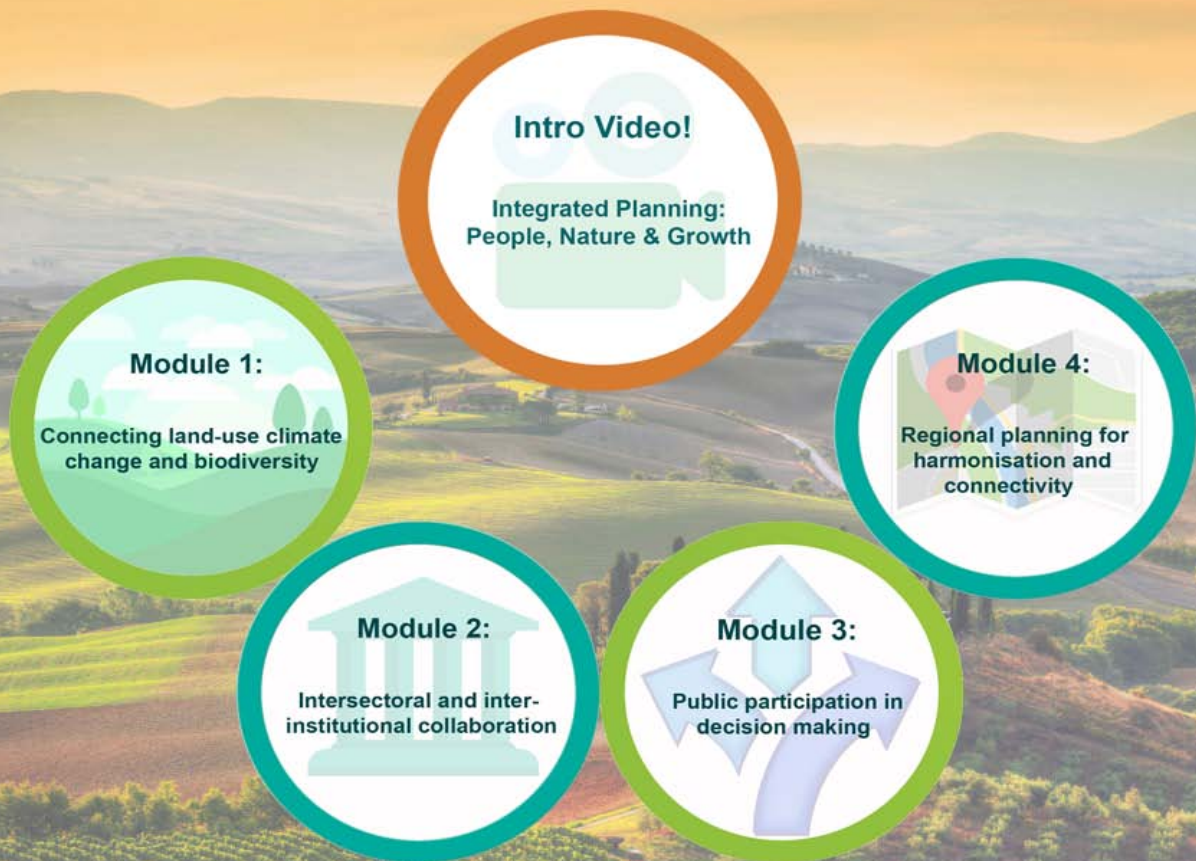 Intro Video!
Integrated Planning:
People, Nature & Growth
Module 1:
Connecting land-use climate
change and biodiversity
Module 2:
Intersectoral and inter-
institutional collaboration
Module 3:
Public participation in
decision making
Module 4:
Regional planning for
harmonisation and
connectivity